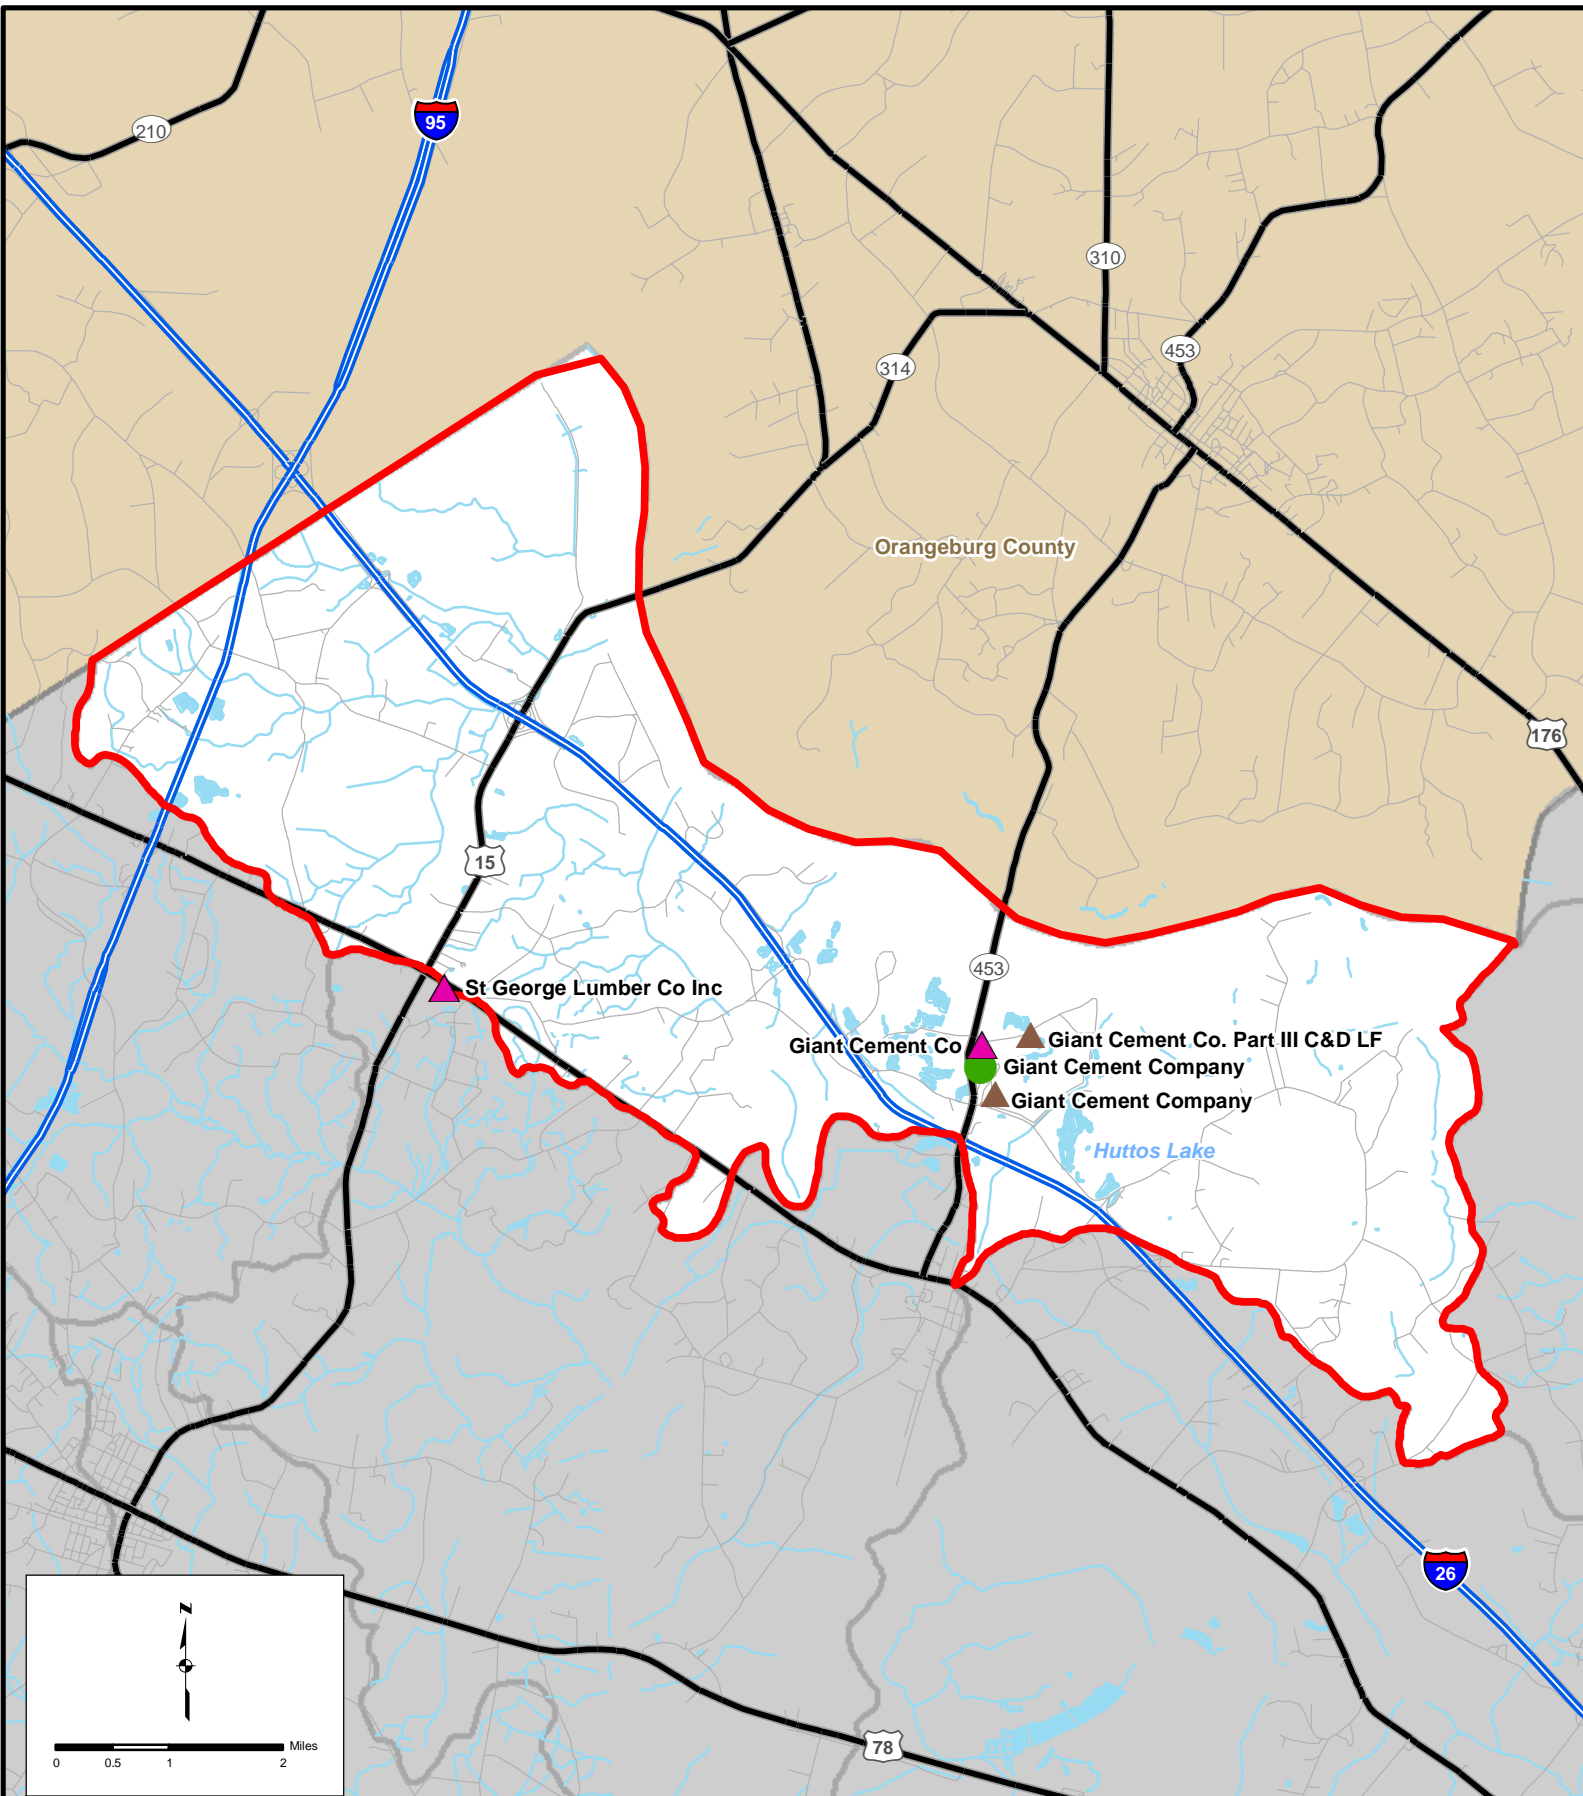 210
95
310
453
314
Orangeburg County
176
15
453
St George Lumber Co Inc
Giant Cement Co
Giant Cement Co. Part III C&D LF
Giant Cement Company
Giant Cement Company
Huttos Lake
26
N
Miles
0 0.5 1 2
78